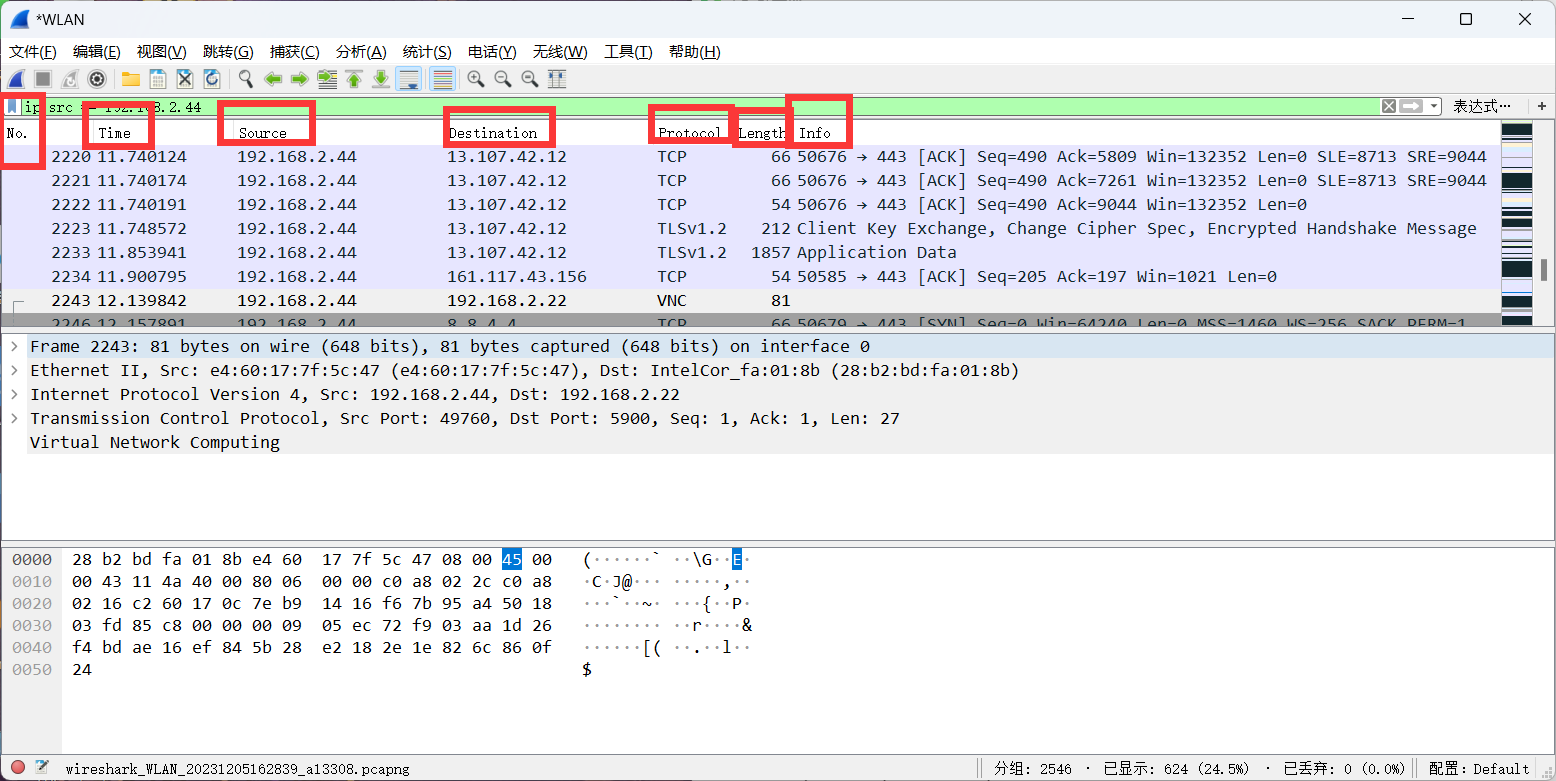 *WLAN
文件(F) 编辑(E) 视图(V) 跳转(G) 捕获(C) 分析(A) 统计(S) 电话(Y) 无线(W) 工具(T) 帮助(H)
ip.src == 192.168.2.44 表达式… +
No. Time Source Destination Protocol Length Info
2220 11.740124 192.168.2.44 13.107.42.12 TCP 66 50676 → 443 [ACK] Seq=490 Ack=5809 Win=132352 Len=0 SLE=8713 SRE=9044
2221 11.740174 192.168.2.44 13.107.42.12 TCP 66 50676 → 443 [ACK] Seq=490 Ack=7261 Win=132352 Len=0 SLE=8713 SRE=9044
2222 11.740191 192.168.2.44 13.107.42.12 TCP 54 50676 → 443 [ACK] Seq=490 Ack=9044 Win=132352 Len=0
2223 11.748572 192.168.2.44 13.107.42.12 TLSv1.2 212 Client Key Exchange, Change Cipher Spec, Encrypted Handshake Message
2233 11.853941 192.168.2.44 13.107.42.12 TLSv1.2 1857 Application Data
2234 11.900795 192.168.2.44 161.117.43.156 TCP 54 50585 → 443 [ACK] Seq=205 Ack=197 Win=1021 Len=0
2243 12.139842 192.168.2.44 192.168.2.22 VNC 81
2246 12.157891 192.168.2.44 8.8.4.4 TCP 66 50679 → 443 [SYN] Seq=0 Win=64240 Len=0 MSS=1460 WS=256 SACK_PERM=1
Frame 2243: 81 bytes on wire (648 bits), 81 bytes captured (648 bits) on interface 0
Ethernet II, Src: e4:60:17:7f:5c:47 (e4:60:17:7f:5c:47), Dst: IntelCor_fa:01:8b (28:b2:bd:fa:01:8b)
Internet Protocol Version 4, Src: 192.168.2.44, Dst: 192.168.2.22
Transmission Control Protocol, Src Port: 49760, Dst Port: 5900, Seq: 1, Ack: 1, Len: 27
Virtual Network Computing
0000 28 b2 bd fa 01 8b e4 60 17 7f 5c 47 08 00 45 00 (······` ··\G··E·
0010 00 43 11 4a 40 00 80 06 00 00 c0 a8 02 2c c0 a8 ·C·J@··· ·····,··
0020 02 16 c2 60 17 0c 7e b9 14 16 f6 7b 95 a4 50 18 ···`··~· ···{··P·
0030 03 fd 85 c8 00 00 00 09 05 ec 72 f9 03 aa 1d 26 ········ ··r····&
0040 f4 bd ae 16 ef 84 5b 28 e2 18 2e 1e 82 6c 86 0f ······[( ··.··l··
0050 24 $
wireshark_WLAN_20231205162839_a13308.pcapng 分组: 2546 · 已显示: 624 (24.5%) · 已丢弃: 0 (0.0%) 配置: Default